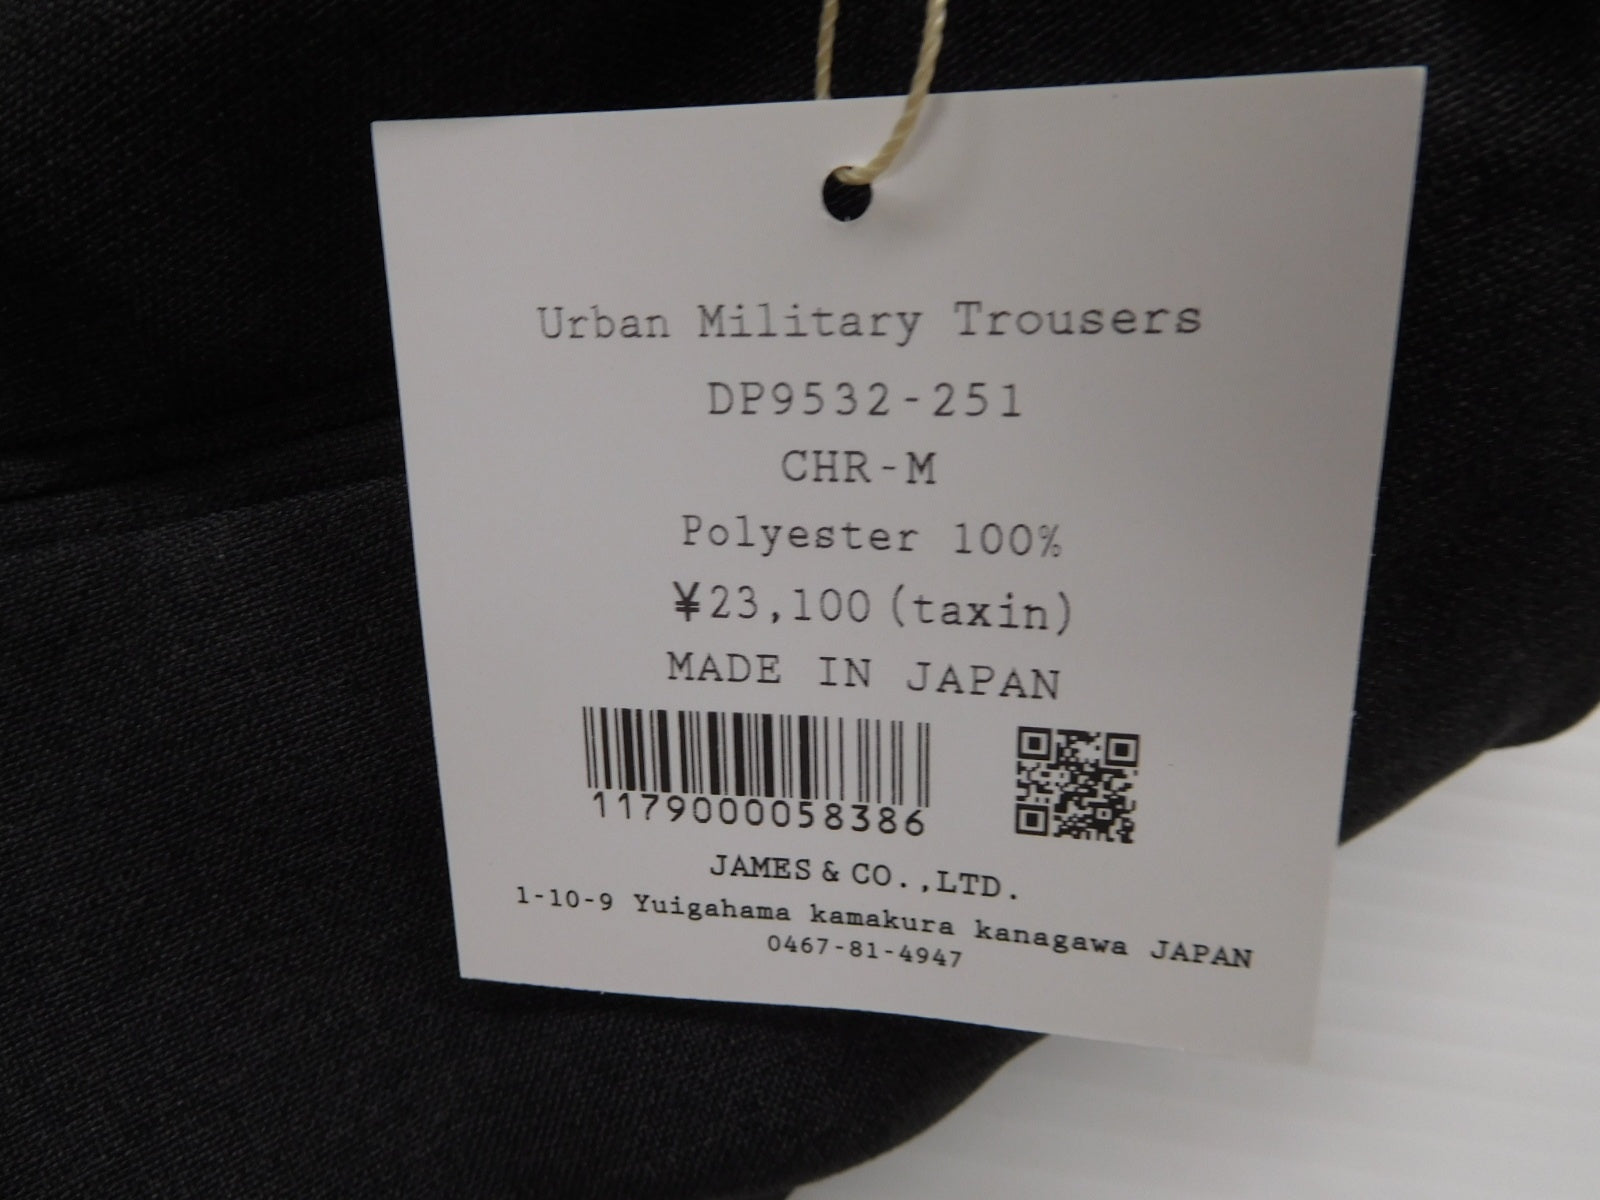 Urban Military Trousers
DP9532-251
CHR-M
Polyester 100%
¥23,100(taxin)
MADE IN JAPAN
1179000058386
JAMES & CO.,LTD.
1-10-9 Yuigahama kamakura kanagawa JAPAN
0467-81-4947